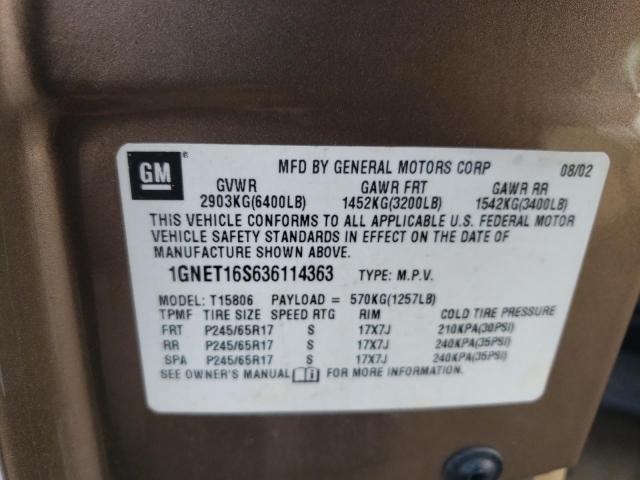 GM MFD BY GENERAL MOTORS CORP 08/02
GVWR GAWR FRT GAWR RR
2903KG(6400LB) 1452KG(3200LB) 1542KG(3400LB)
THIS VEHICLE CONFORMS TO ALL APPLICABLE U.S. FEDERAL MOTOR
VEHICLE SAFETY STANDARDS IN EFFECT ON THE DATE OF
MANUFACTURE SHOWN ABOVE.
1GNET16S636114363 TYPE: M.P.V.
MODEL: T15806 PAYLOAD = 570KG(1257LB)
TPMF TIRE SIZE SPEED RTG RIM COLD TIRE PRESSURE
FRT P245/65R17 S 17X7J 210KPA(30PSI)
RR P245/65R17 S 17X7J 240KPA(35PSI)
SPA P245/65R17 S 17X7J 240KPA(35PSI)
SEE OWNER'S MANUAL i FOR MORE INFORMATION.